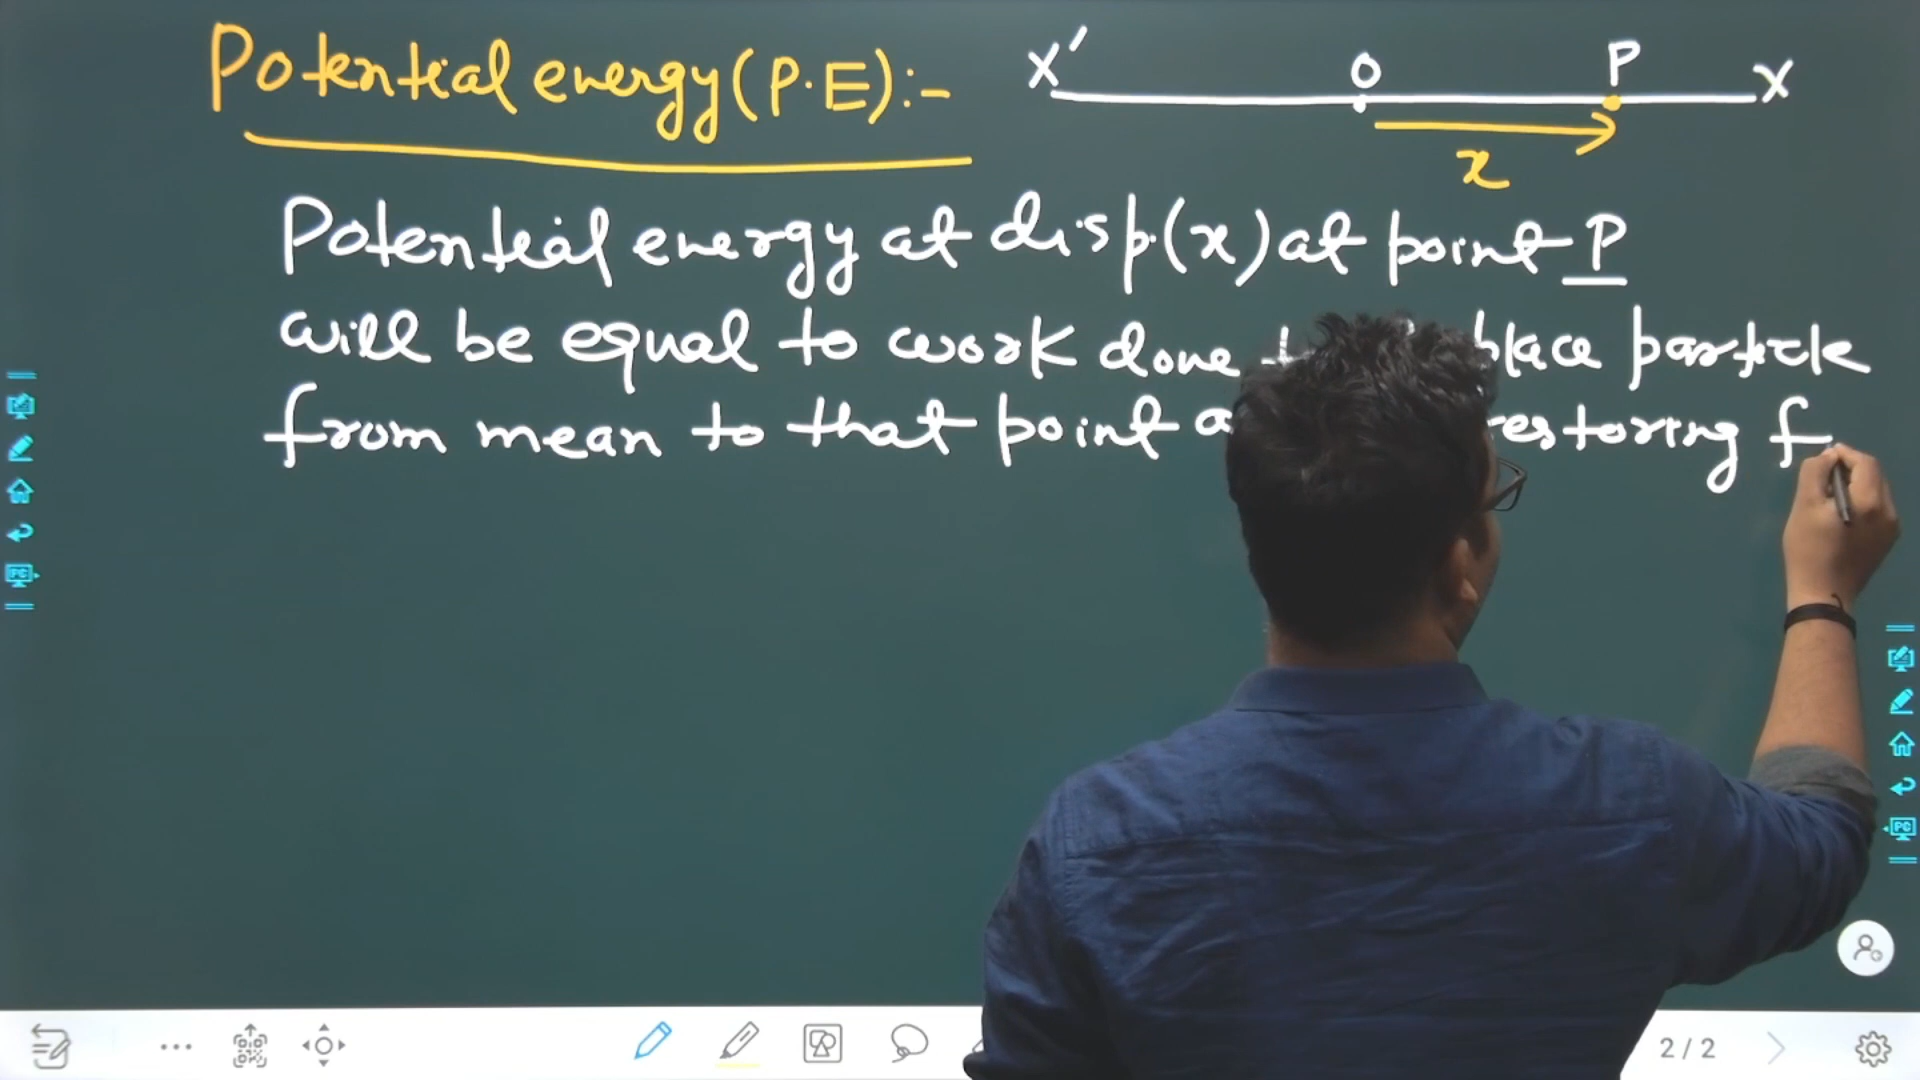 Potential energy (P.E):-
X' O P X
x
Potential energy at disp.(x) at point P
will be equal to work done particle
from mean to that point restoring
2/2